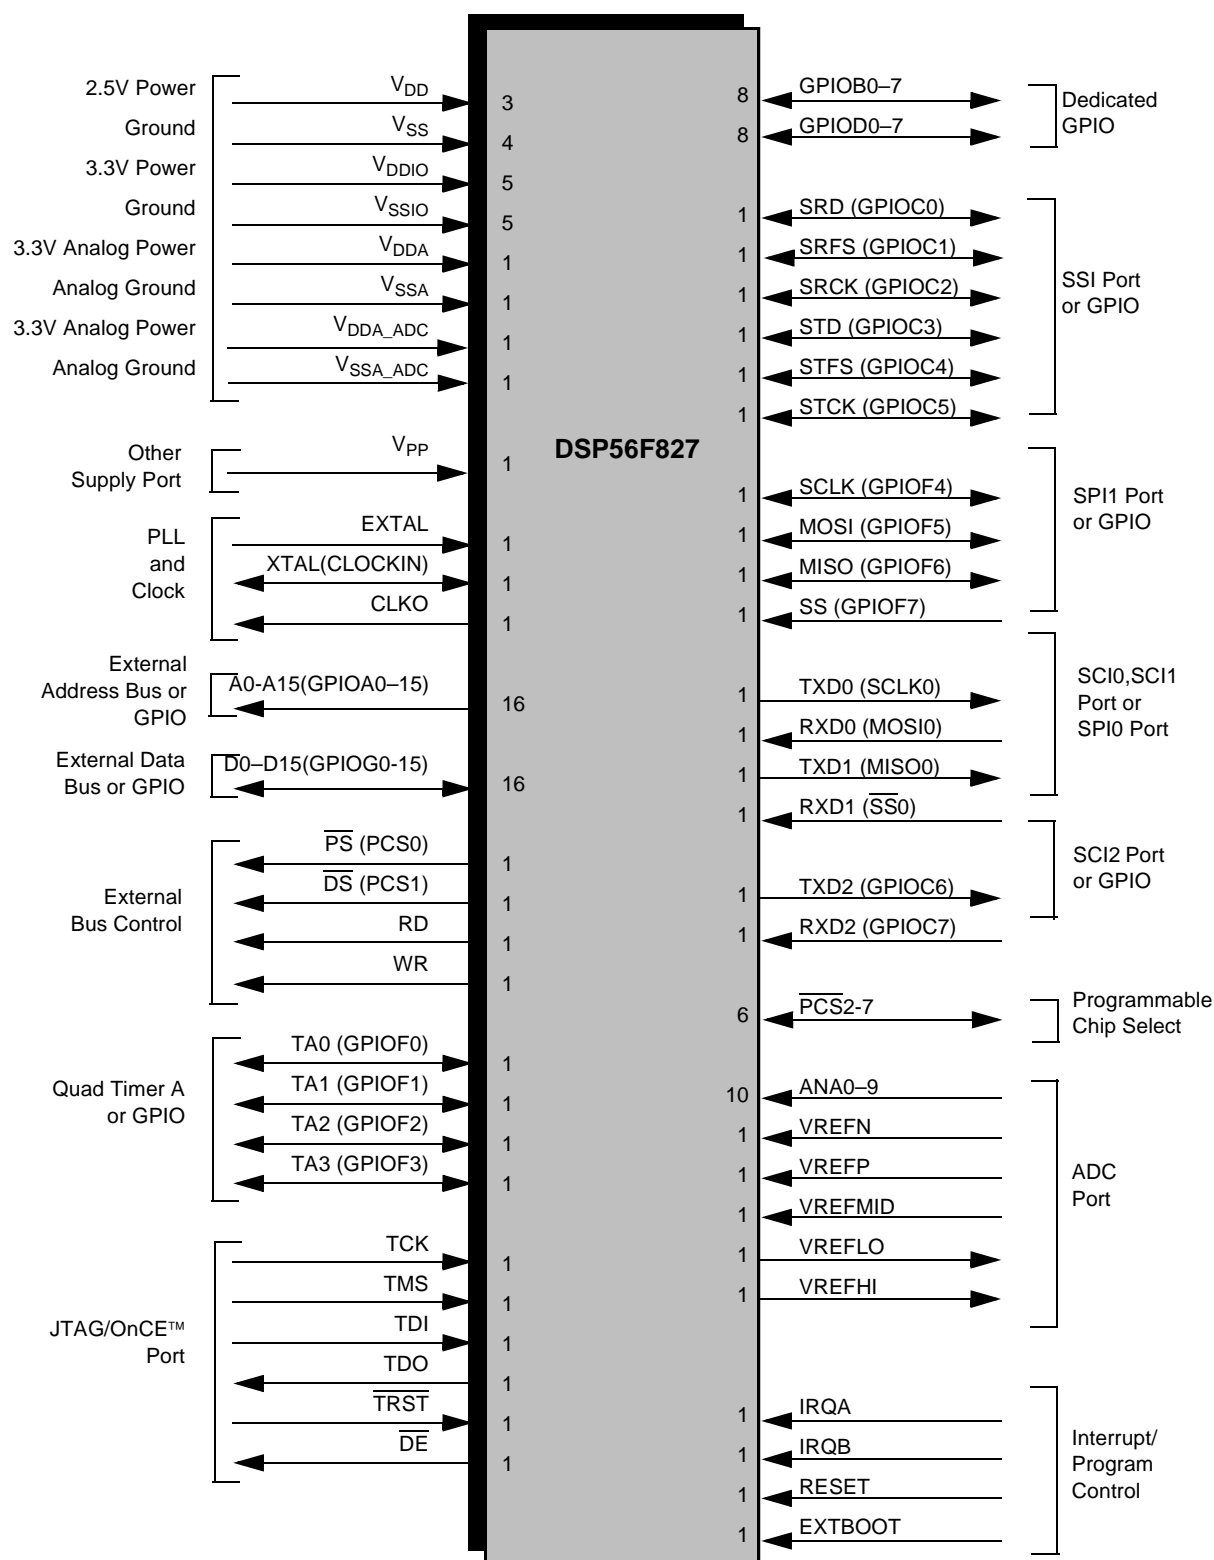 2.5V Power
VDD
3
Ground
VSS
4
3.3V Power
VDDIO
5
Ground
VSSIO
5
3.3V Analog Power
VDDA
1
Analog Ground
VSSA
1
3.3V Analog Power
VDDA_ADC
1
Analog Ground
VSSA_ADC
1
Other
Supply Port
VPP
1
PLL
and
Clock
EXTAL
1
XTAL(CLOCKIN)
1
CLKO
1
External
Address Bus or
GPIO
A0-A15(GPIOA0–15)
16
External Data
Bus or GPIO
D0–D15(GPIOG0-15)
16
External
Bus Control
PS (PCS0)
1
DS (PCS1)
1
RD
1
WR
1
Quad Timer A
or GPIO
TA0 (GPIOF0)
1
TA1 (GPIOF1)
1
TA2 (GPIOF2)
1
TA3 (GPIOF3)
1
JTAG/OnCE™
Port
TCK
1
TMS
1
TDI
1
TDO
1
TRST
1
DE
1
DSP56F827
8
GPIOB0–7
8
GPIOD0–7
Dedicated
GPIO
1
SRD (GPIOC0)
1
SRFS (GPIOC1)
1
SRCK (GPIOC2)
1
STD (GPIOC3)
1
STFS (GPIOC4)
1
STCK (GPIOC5)
SSI Port
or GPIO
1
SCLK (GPIOF4)
1
MOSI (GPIOF5)
1
MISO (GPIOF6)
1
SS (GPIOF7)
SPI1 Port
or GPIO
1
TXD0 (SCLK0)
1
RXD0 (MOSI0)
1
TXD1 (MISO0)
1
RXD1 (SS0)
SCI0,SCI1
Port or
SPI0 Port
1
TXD2 (GPIOC6)
1
RXD2 (GPIOC7)
SCI2 Port
or GPIO
6
PCS2-7
Programmable
Chip Select
10
ANA0–9
1
VREFN
1
VREFP
1
VREFMID
1
VREFLO
1
VREFHI
ADC
Port
1
IRQA
1
IRQB
1
RESET
1
EXTBOOT
Interrupt/
Program
Control